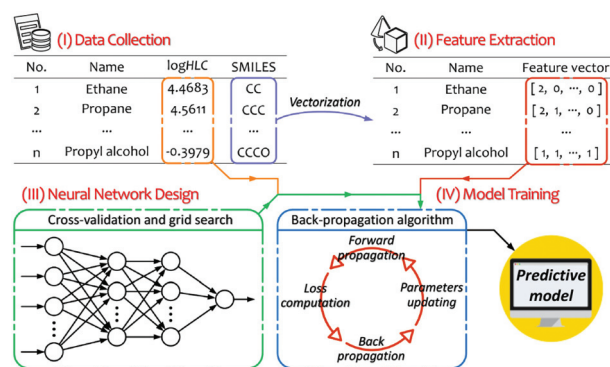 (I) Data Collection
No. Name logHLC SMILES
1 Ethane 4.4683 CC
2 Propane 4.5611 CCC
... ... ... ...
n Propyl alcohol -0.3979 CCCO
Vectorization
(II) Feature Extraction
No. Name Feature vector
1 Ethane [ 2, 0, ···, 0 ]
2 Propane [ 2, 1, ···, 0 ]
... ... ...
n Propyl alcohol [ 1, 1, ···, 1 ]
(III) Neural Network Design
Cross-validation and grid search
(IV) Model Training
Back-propagation algorithm
Forward
propagation
Loss
computation
Parameters
updating
Back
propagation
Predictive
model